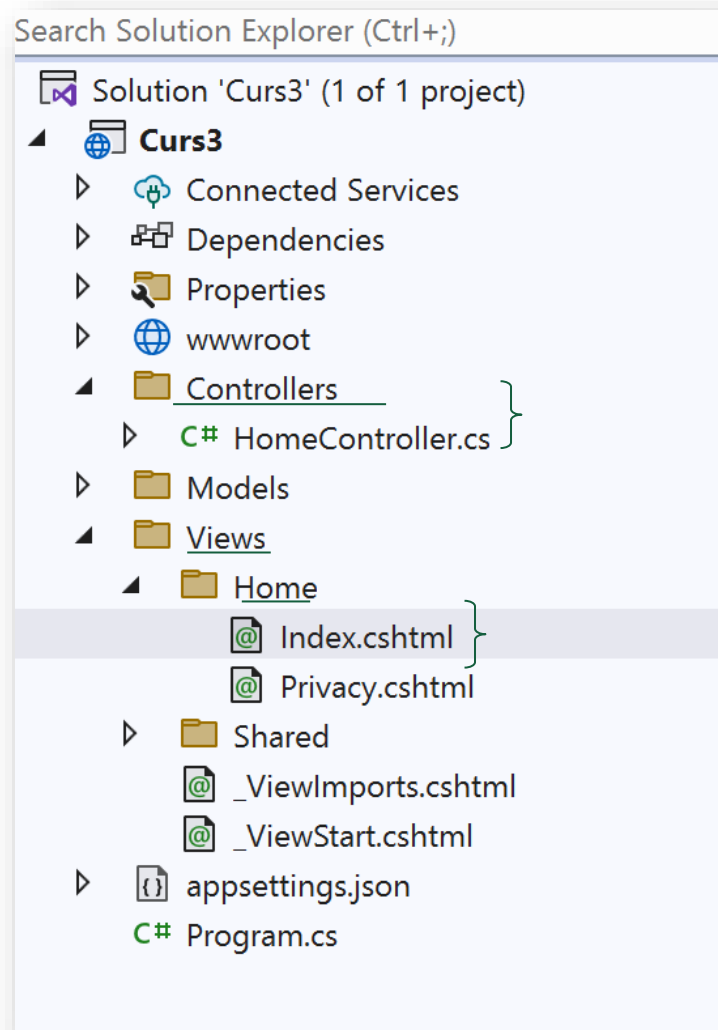 Search Solution Explorer (Ctrl+;)
Solution 'Curs3' (1 of 1 project)
Curs3
Connected Services
Dependencies
Properties
wwwroot
Controllers
C# HomeController.cs
Models
Views
Home
@ Index.cshtml
@ Privacy.cshtml
Shared
@ _ViewImports.cshtml
@ _ViewStart.cshtml
{} appsettings.json
C# Program.cs